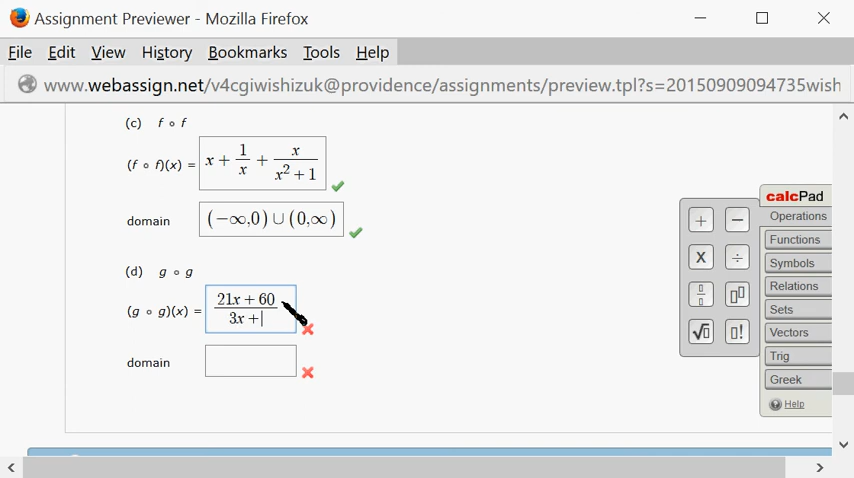 Assignment Previewer - Mozilla Firefox
File Edit View History Bookmarks Tools Help
www.webassign.net/v4cgiwishizuk@providence/assignments/preview.tpl?s=20150909094735wish
(c) f ∘ f
(f ∘ f)(x) = x + 1/x + x/(x² + 1)
domain (−∞,0) ∪ (0,∞)
(d) g ∘ g
(g ∘ g)(x) = (21x + 60)/(3x +
domain
calcPad
Operations
Functions
Symbols
Relations
Sets
Vectors
Trig
Greek
Help
+ −
X ÷
√ !